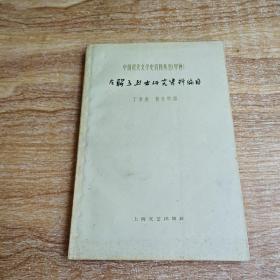 中国现代文学史资料丛书（甲种）
左联五烈士研究资料编目
丁景唐 瞿光熙编
上海文艺出版社